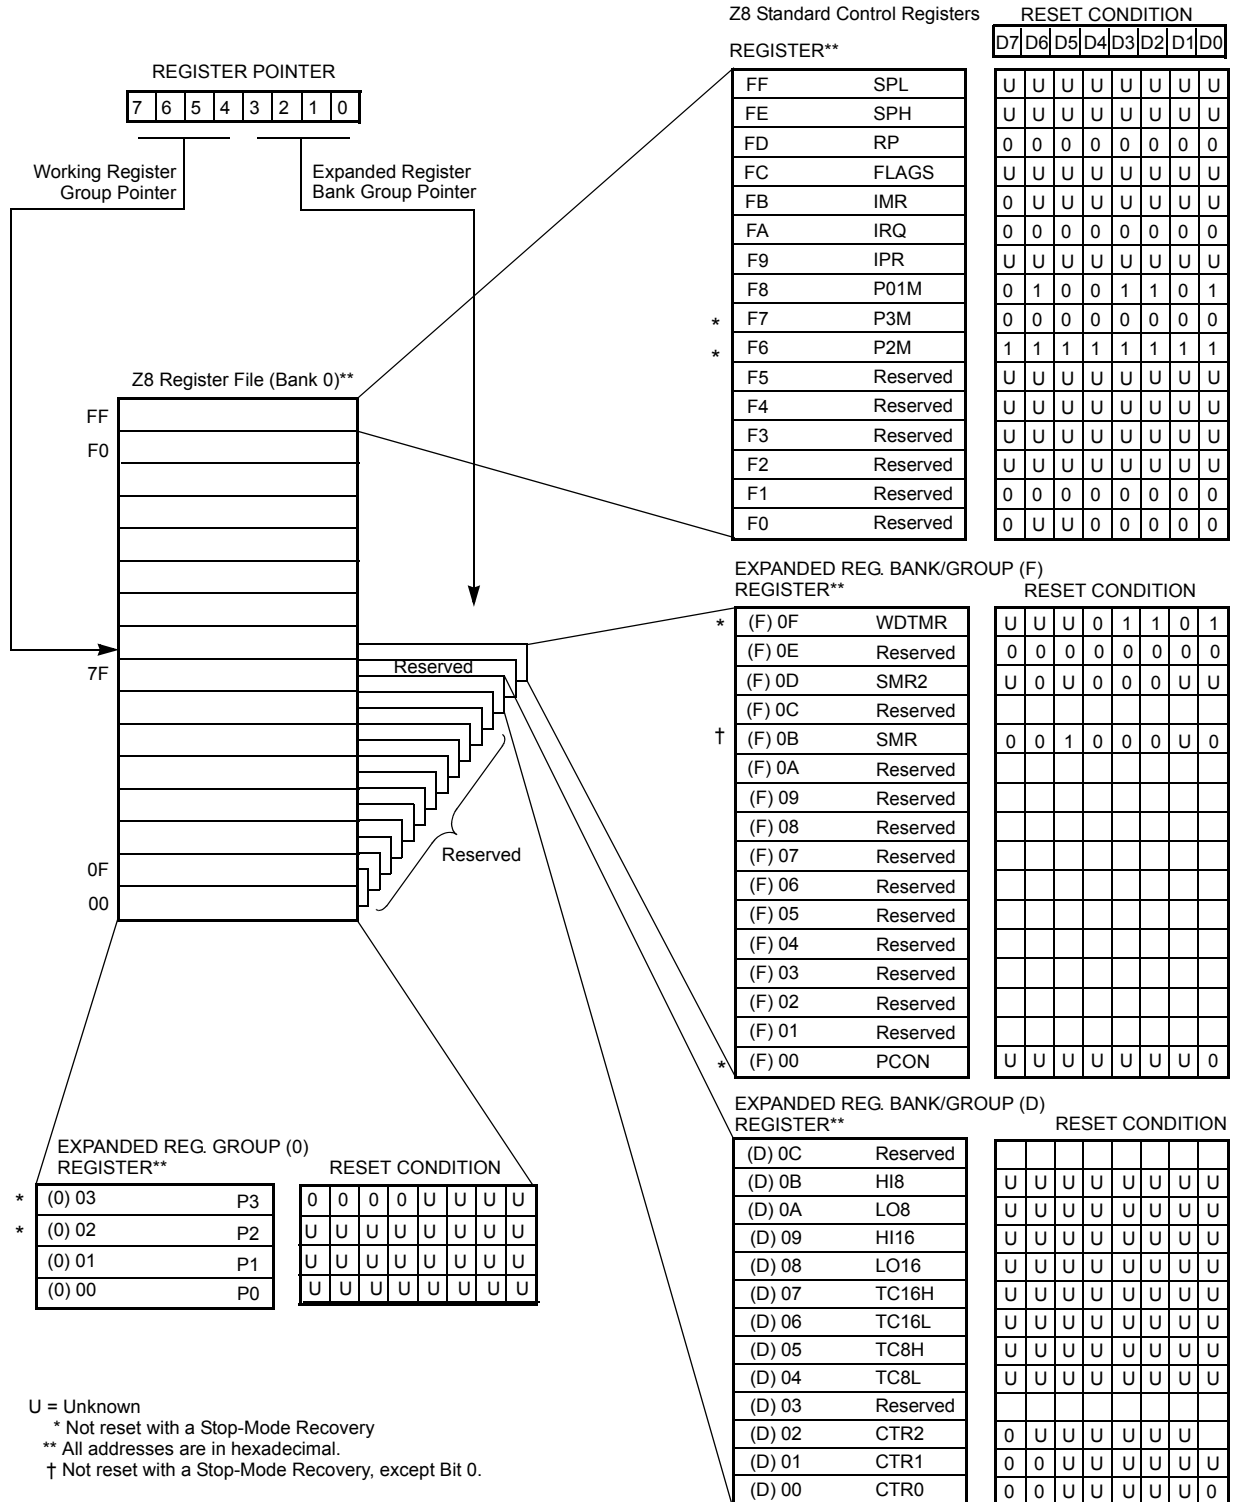 Z8 Standard Control Registers
RESET CONDITION
D7 D6 D5 D4 D3 D2 D1 D0
REGISTER**
FF SPL U U U U U U U U
FE SPH U U U U U U U U
FD RP 0 0 0 0 0 0 0 0
FC FLAGS U U U U U U U U
FB IMR 0 U U U U U U U
FA IRQ 0 0 0 0 0 0 0 0
F9 IPR U U U U U U U U
F8 P01M 0 1 0 0 1 1 0 1
* F7 P3M 0 0 0 0 0 0 0 0
* F6 P2M 1 1 1 1 1 1 1 1
F5 Reserved U U U U U U U U
F4 Reserved U U U U U U U U
F3 Reserved U U U U U U U U
F2 Reserved U U U U U U U U
F1 Reserved 0 0 0 0 0 0 0 0
F0 Reserved 0 U U 0 0 0 0 0
REGISTER POINTER
7 6 5 4 3 2 1 0
Working Register
Group Pointer
Expanded Register
Bank Group Pointer
Z8 Register File (Bank 0)**
FF
F0
7F
0F
00
Reserved
Reserved
EXPANDED REG. BANK/GROUP (F)
REGISTER**
RESET CONDITION
* (F) 0F WDTMR U U U 0 1 1 0 1
(F) 0E Reserved 0 0 0 0 0 0 0 0
(F) 0D SMR2 U 0 U 0 0 0 U U
(F) 0C Reserved
† (F) 0B SMR 0 0 1 0 0 0 U 0
(F) 0A Reserved
(F) 09 Reserved
(F) 08 Reserved
(F) 07 Reserved
(F) 06 Reserved
(F) 05 Reserved
(F) 04 Reserved
(F) 03 Reserved
(F) 02 Reserved
(F) 01 Reserved
* (F) 00 PCON U U U U U U U 0
EXPANDED REG. BANK/GROUP (D)
REGISTER**
RESET CONDITION
(D) 0C Reserved
(D) 0B HI8 U U U U U U U U
(D) 0A LO8 U U U U U U U U
(D) 09 HI16 U U U U U U U U
(D) 08 LO16 U U U U U U U U
(D) 07 TC16H U U U U U U U U
(D) 06 TC16L U U U U U U U U
(D) 05 TC8H U U U U U U U U
(D) 04 TC8L U U U U U U U U
(D) 03 Reserved
(D) 02 CTR2 0 U U U U U U
(D) 01 CTR1 0 0 U U U U U U
(D) 00 CTR0 0 0 U U U U U 0
EXPANDED REG. GROUP (0)
REGISTER**
RESET CONDITION
* (0) 03 P3 0 0 0 0 U U U U
* (0) 02 P2 U U U U U U U U
(0) 01 P1 U U U U U U U U
(0) 00 P0 U U U U U U U U
U = Unknown
* Not reset with a Stop-Mode Recovery
** All addresses are in hexadecimal.
† Not reset with a Stop-Mode Recovery, except Bit 0.